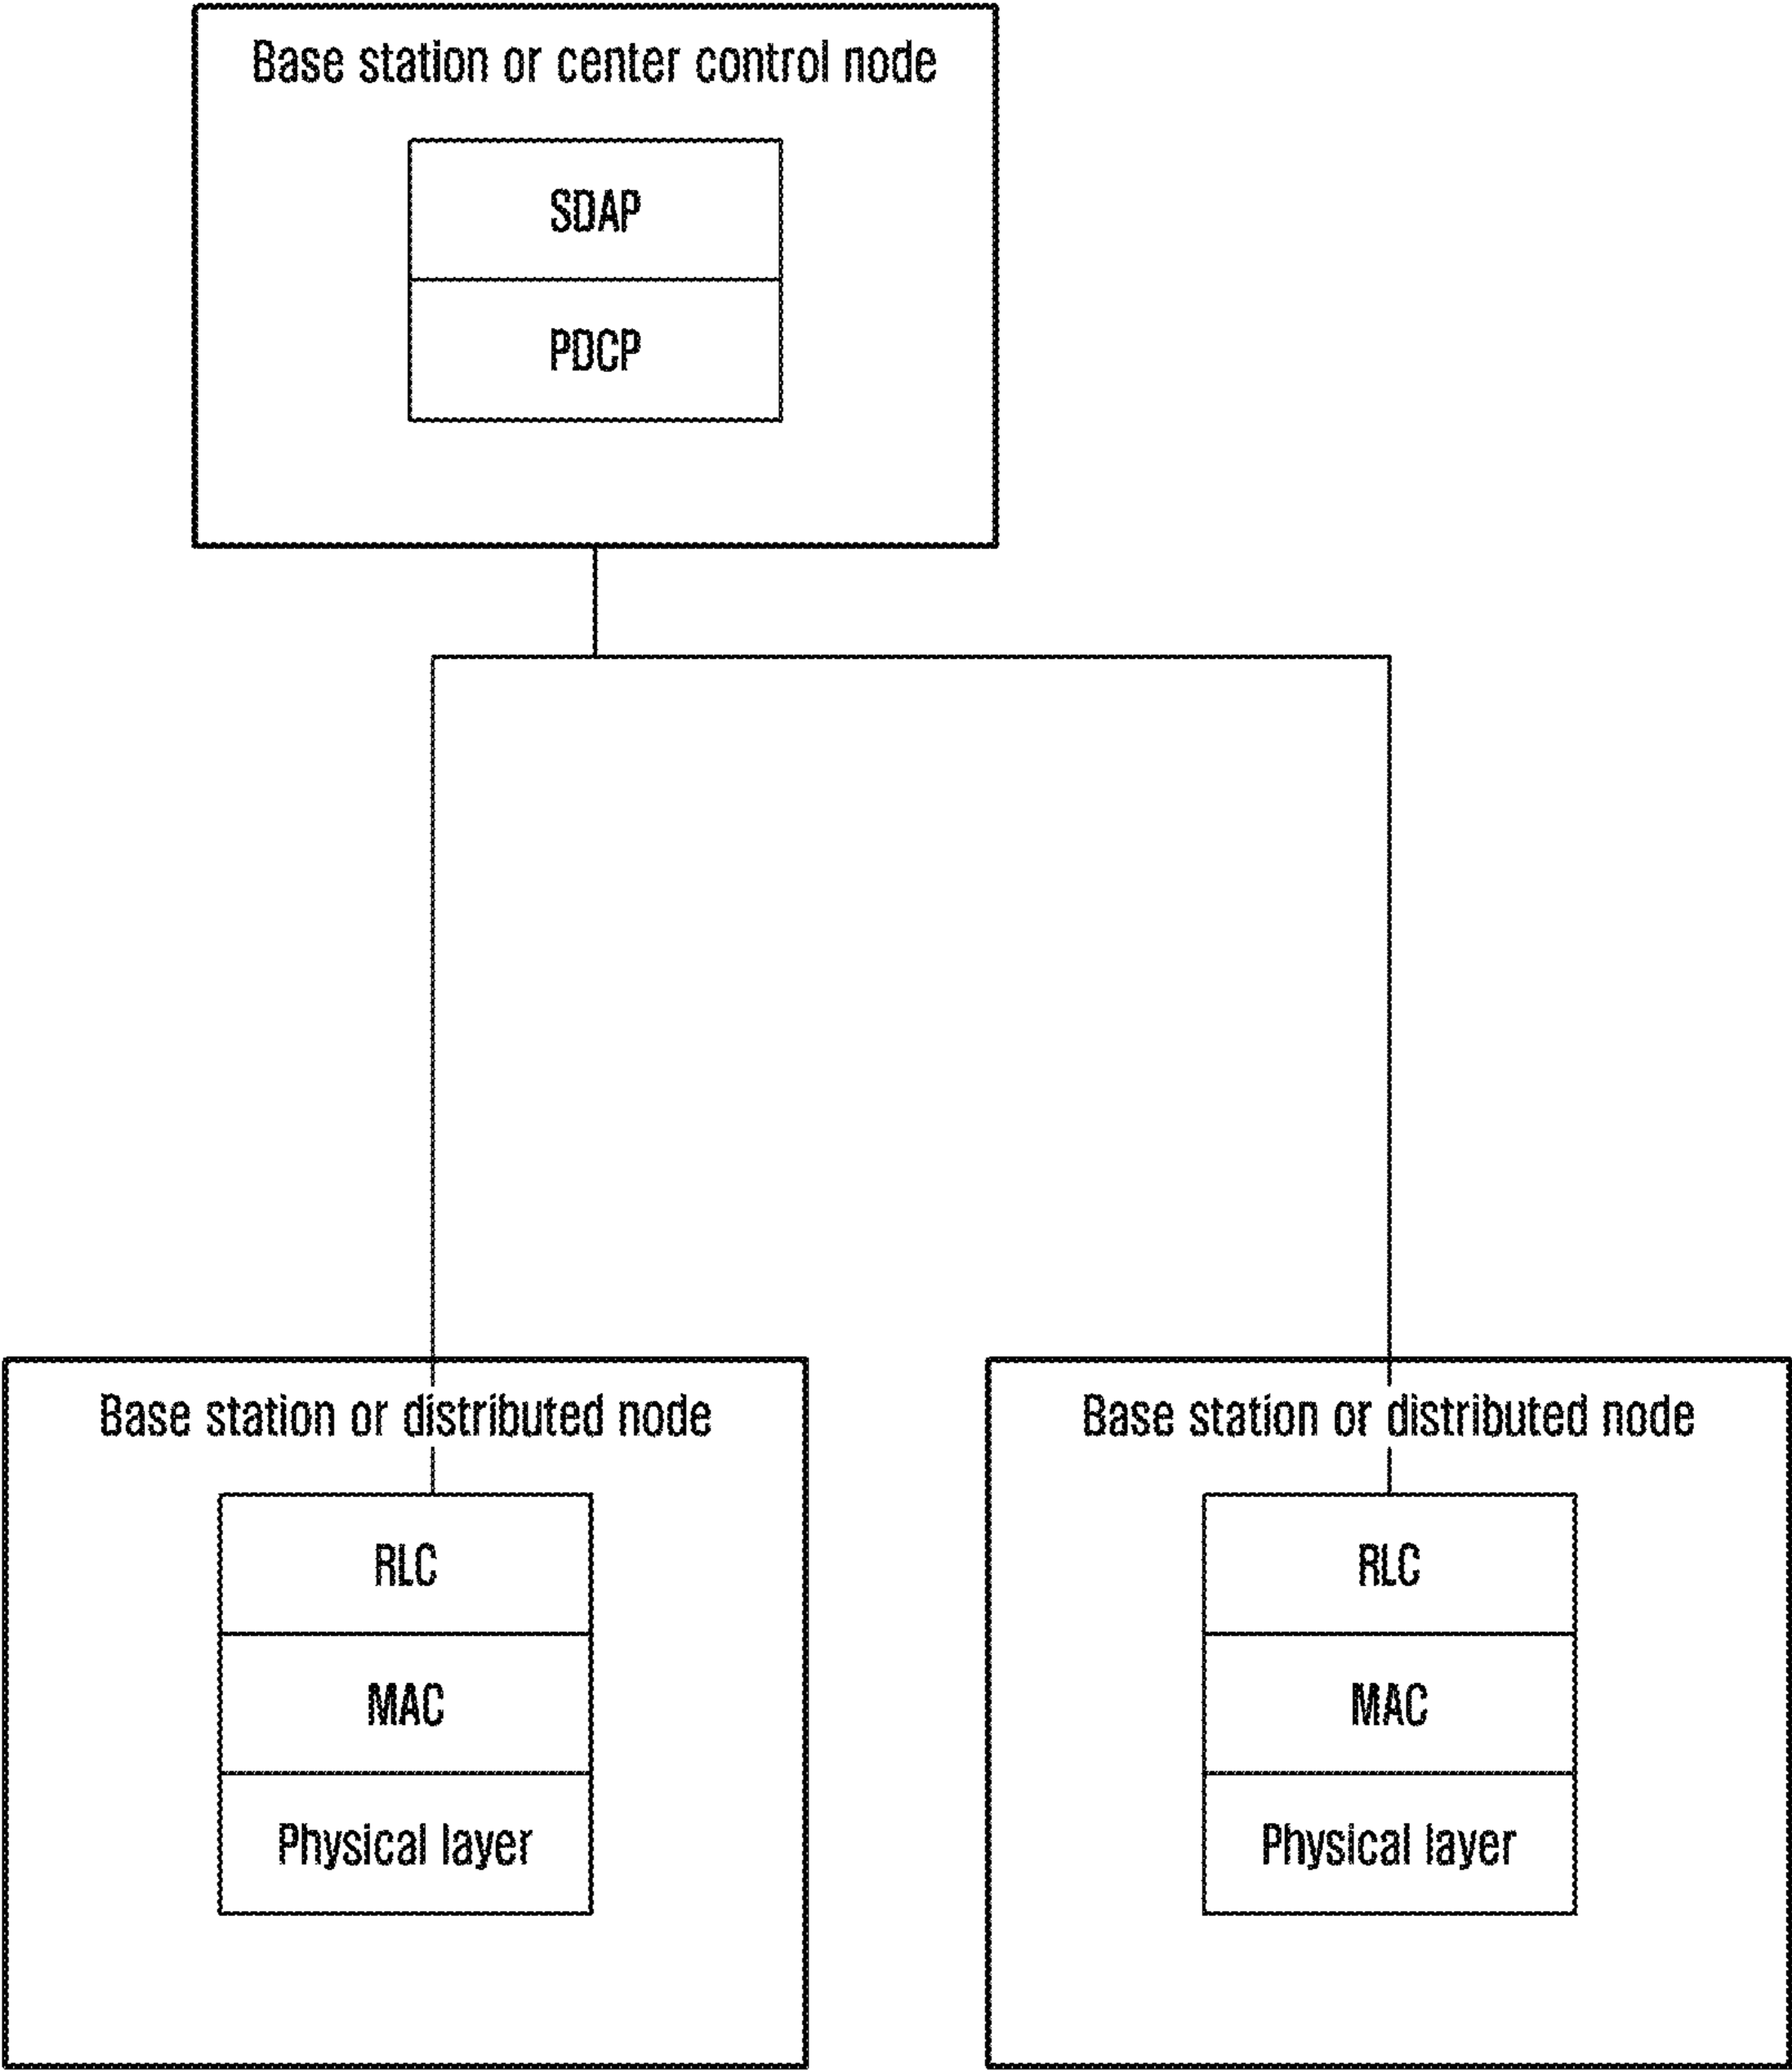 Base station or center control node
SDAP
PDCP
Base station or distributed node
RLC
MAC
Physical layer
Base station or distributed node
RLC
MAC
Physical layer